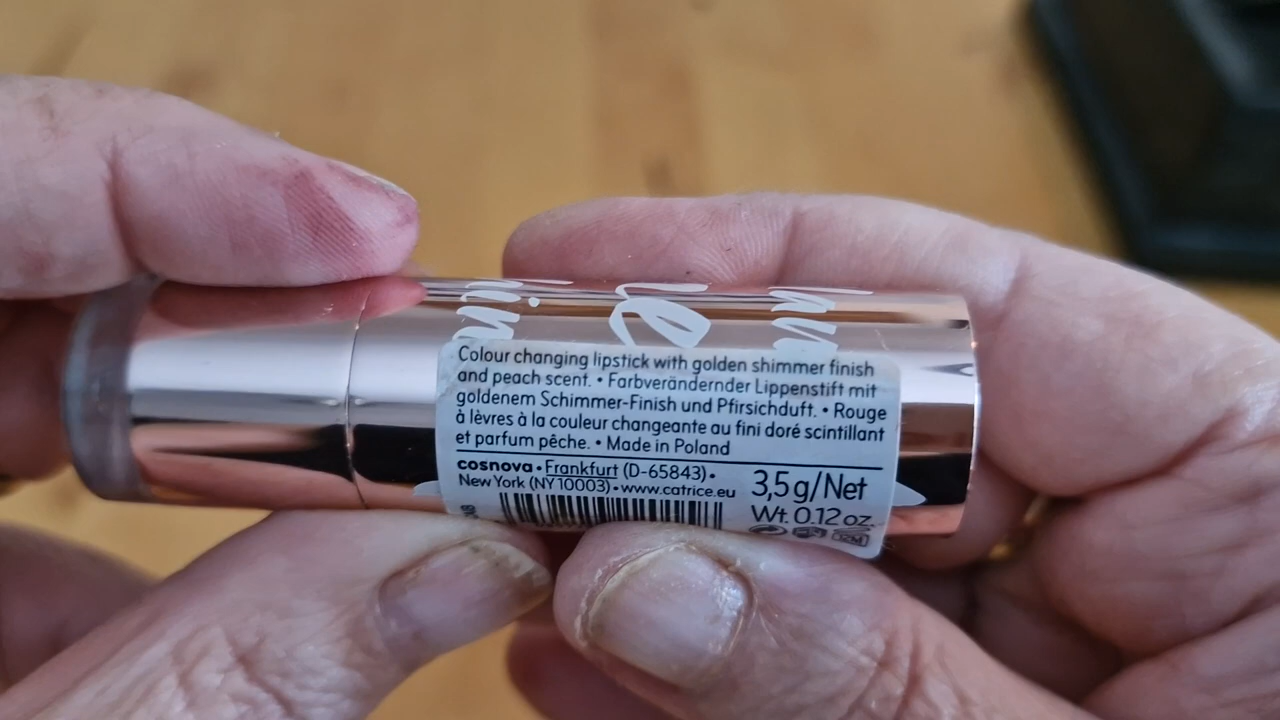 Colour changing lipstick with golden shimmer finish
and peach scent. • Farbverändernder Lippenstift mit
goldenem Schimmer-Finish und Pfirsichduft. • Rouge
à lèvres à la couleur changeante au fini doré scintillant
et parfum pêche. • Made in Poland
cosnova • Frankfurt (D-65843) •
New York (NY 10003) • www.catrice.eu
3,5g/Net
Wt. 0.12 oz.
12M